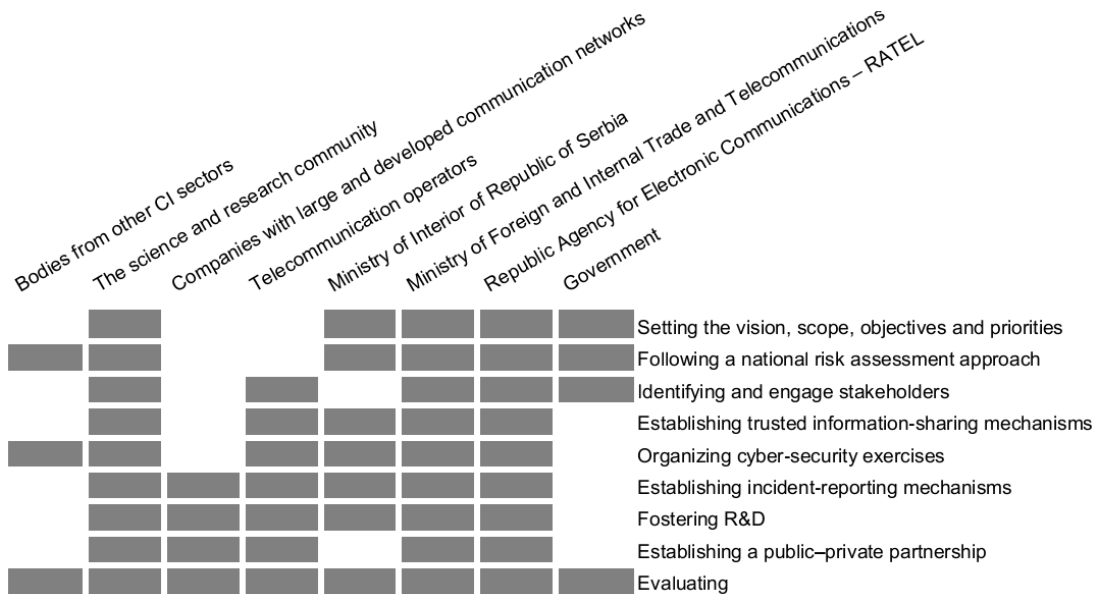 Bodies from other CI sectors
The science and research community
Companies with large and developed communication networks
Telecommunication operators
Ministry of Interior of Republic of Serbia
Ministry of Foreign and Internal Trade and Telecommunications
Republic Agency for Electronic Communications – RATEL
Government
Setting the vision, scope, objectives and priorities
Following a national risk assessment approach
Identifying and engage stakeholders
Establishing trusted information-sharing mechanisms
Organizing cyber-security exercises
Establishing incident-reporting mechanisms
Fostering R&D
Establishing a public–private partnership
Evaluating